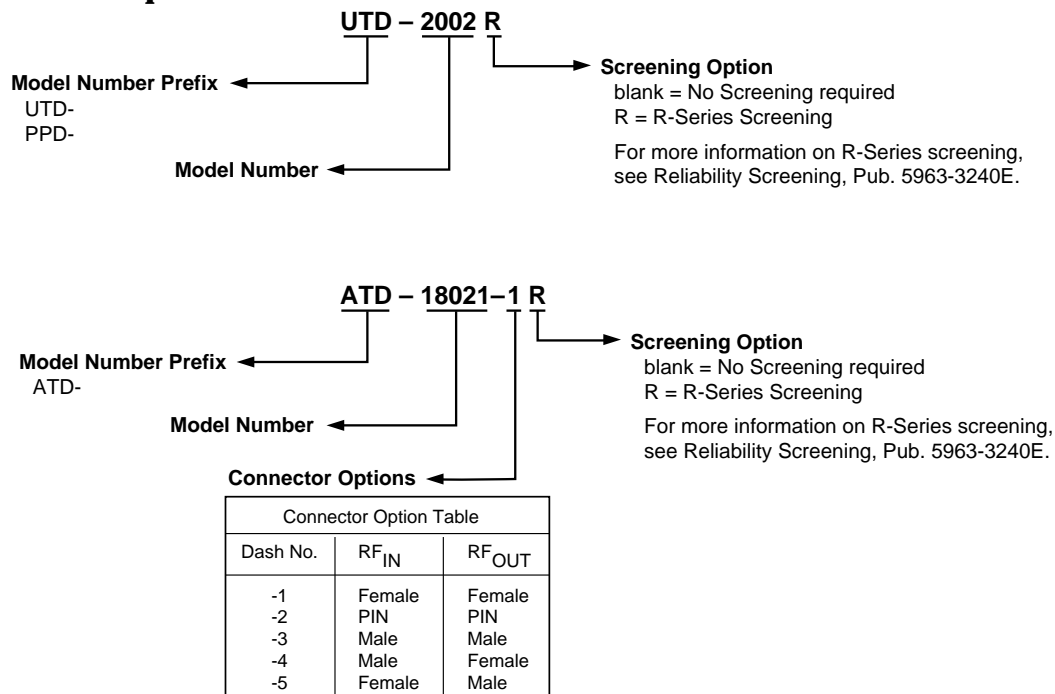 UTD – 2002 R
Model Number Prefix
UTD-
PPD-
Model Number
Screening Option
blank = No Screening required
R = R-Series Screening
For more information on R-Series screening,
see Reliability Screening, Pub. 5963-3240E.
ATD – 18021–1 R
Model Number Prefix
ATD-
Model Number
Connector Options
Screening Option
blank = No Screening required
R = R-Series Screening
For more information on R-Series screening,
see Reliability Screening, Pub. 5963-3240E.
Connector Option Table
Dash No. RFIN RFOUT
-1 Female Female
-2 PIN PIN
-3 Male Male
-4 Male Female
-5 Female Male